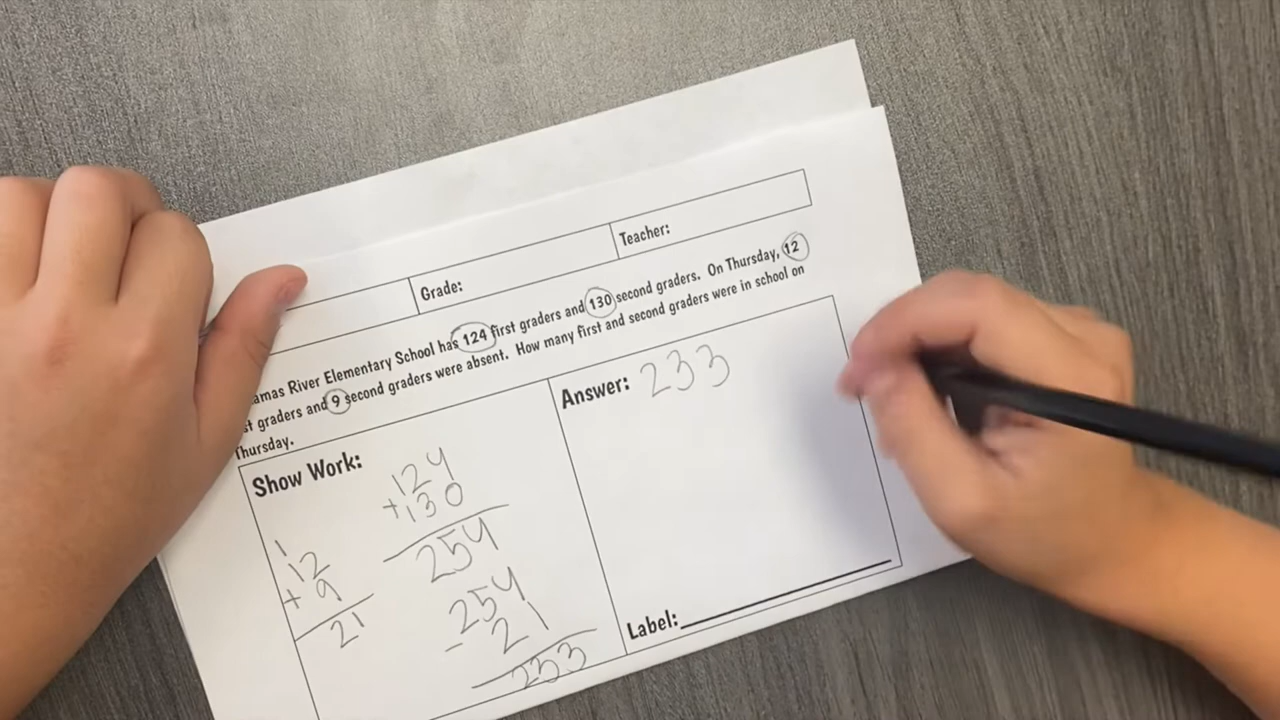 Grade:
Teacher:
amas River Elementary School has 124 first graders and 130 second graders. On Thursday, 12
st graders and 9 second graders were absent. How many first and second graders were in school on
Thursday.
Show Work:
124
+130
254
1
12
+ 9
21
254
- 21
233
Answer: 233
Label: